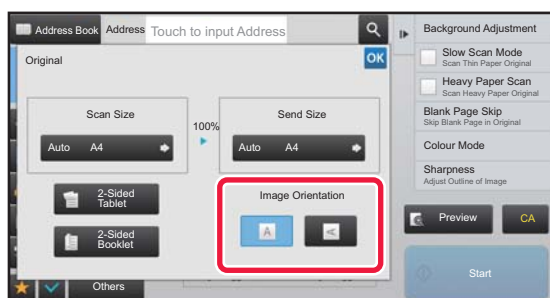 Address Book
Address
Touch to input Address
Original
OK
Scan Size
Auto A4
100%
Send Size
Auto A4
2-Sided
Tablet
2-Sided
Booklet
Image Orientation
A
A
Others
Background Adjustment
Slow Scan Mode
Scan Thin Paper Original
Heavy Paper Scan
Scan Heavy Paper Original
Blank Page Skip
Skip Blank Page in Original
Colour Mode
Sharpness
Adjust Outline of Image
Preview
CA
Start